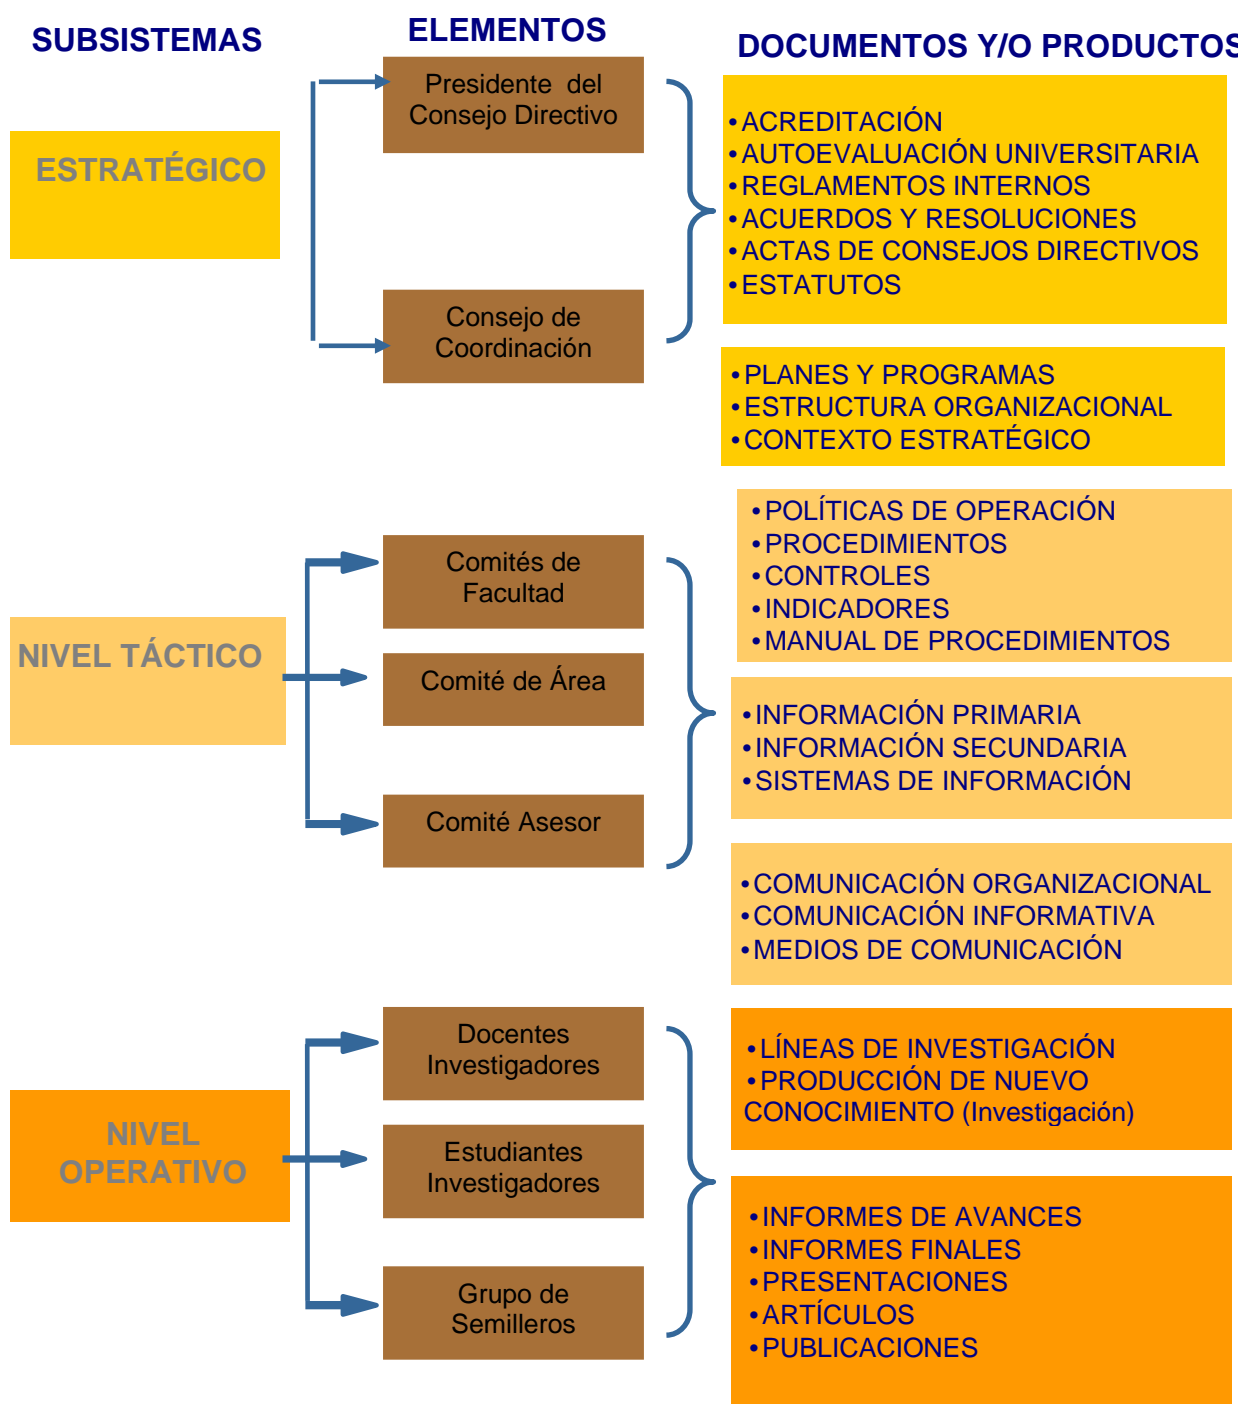 SUBSISTEMAS
ELEMENTOS
DOCUMENTOS Y/O PRODUCTOS
ESTRATÉGICO
Presidente del
Consejo Directivo
Consejo de
Coordinación
•ACREDITACIÓN
•AUTOEVALUACIÓN UNIVERSITARIA
•REGLAMENTOS INTERNOS
•ACUERDOS Y RESOLUCIONES
•ACTAS DE CONSEJOS DIRECTIVOS
•ESTATUTOS
•PLANES Y PROGRAMAS
•ESTRUCTURA ORGANIZACIONAL
•CONTEXTO ESTRATÉGICO
NIVEL TÁCTICO
Comités de
Facultad
Comité de Área
Comité Asesor
•POLÍTICAS DE OPERACIÓN
•PROCEDIMIENTOS
•CONTROLES
•INDICADORES
•MANUAL DE PROCEDIMIENTOS
•INFORMACIÓN PRIMARIA
•INFORMACIÓN SECUNDARIA
•SISTEMAS DE INFORMACIÓN
•COMUNICACIÓN ORGANIZACIONAL
•COMUNICACIÓN INFORMATIVA
•MEDIOS DE COMUNICACIÓN
NIVEL
OPERATIVO
Docentes
Investigadores
Estudiantes
Investigadores
Grupo de
Semilleros
•LÍNEAS DE INVESTIGACIÓN
•PRODUCCIÓN DE NUEVO
CONOCIMIENTO (Investigación)
•INFORMES DE AVANCES
•INFORMES FINALES
•PRESENTACIONES
•ARTÍCULOS
•PUBLICACIONES